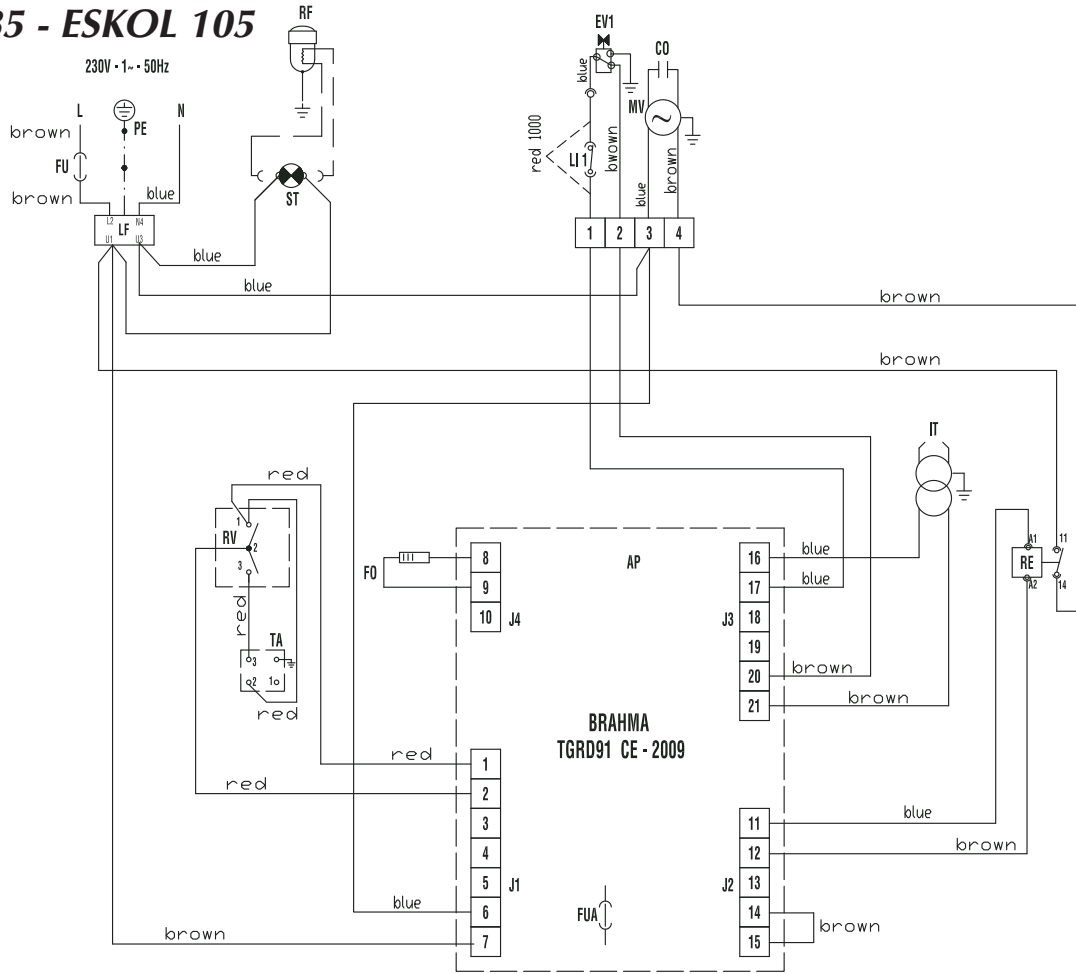 35 - ESKOL 105
230V - 1~ - 50Hz
RF
EV1
CO
L
PE
N
brown
FU
brown
blue
L2 N4
LF
U1 U3
ST
blue
blue
blue
red 1000
LI 1
bwown
MV
blue
brown
1 2 3 4
brown
brown
IT
red
1
RV
2
3
red
TA
3
2 1
red
FO
8
9
10 J4
AP
J3
16 blue
17 blue
18
19
20 brown
21 brown
A1 11
RE
A2 14
BRAHMA
TGRD91 CE - 2009
red 1
red 2
3
4
5 J1
blue 6
brown 7
FUA
J2
11 blue
12 brown
13
14
15 brown